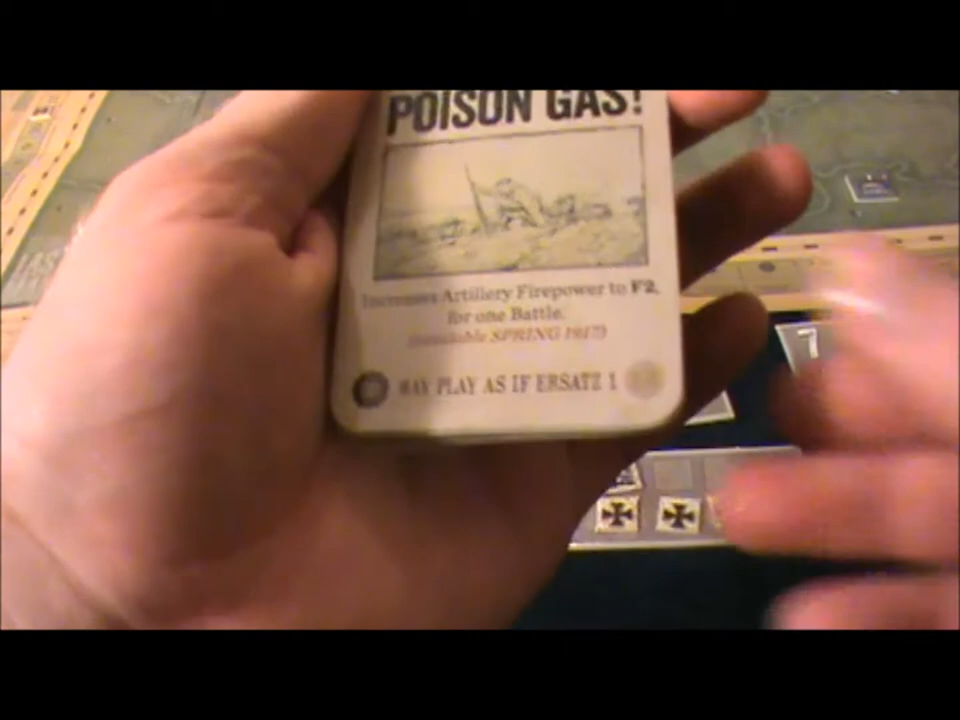 POISON GAS!
Increases Artillery Firepower to F2,
for one Battle.
(Available SPRING 1917)
MAY PLAY AS IF ERSATZ 1
7